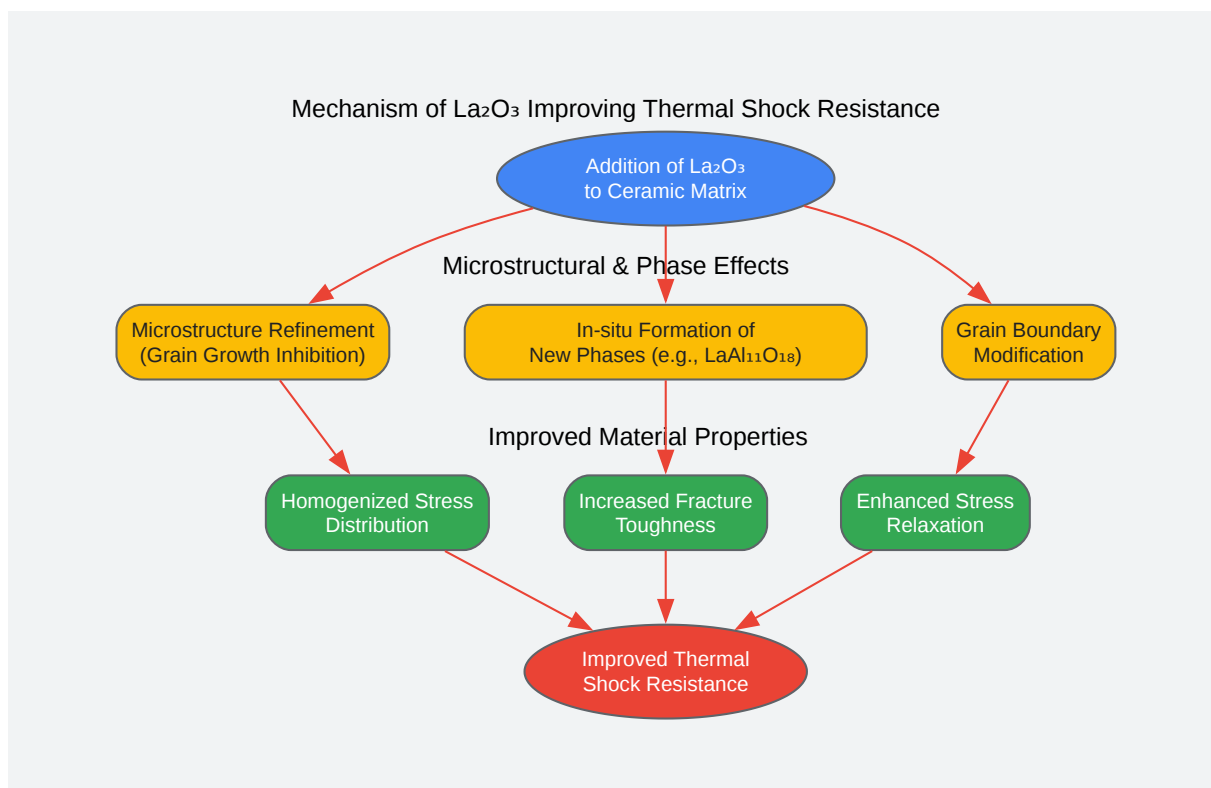 Mechanism of La₂O₃ Improving Thermal Shock Resistance
Addition of La₂O₃
to Ceramic Matrix
Microstructural & Phase Effects
Microstructure Refinement
(Grain Growth Inhibition)
In-situ Formation of
New Phases (e.g., LaAl₁₁O₁₈)
Grain Boundary
Modification
Improved Material Properties
Homogenized Stress
Distribution
Increased Fracture
Toughness
Enhanced Stress
Relaxation
Improved Thermal
Shock Resistance